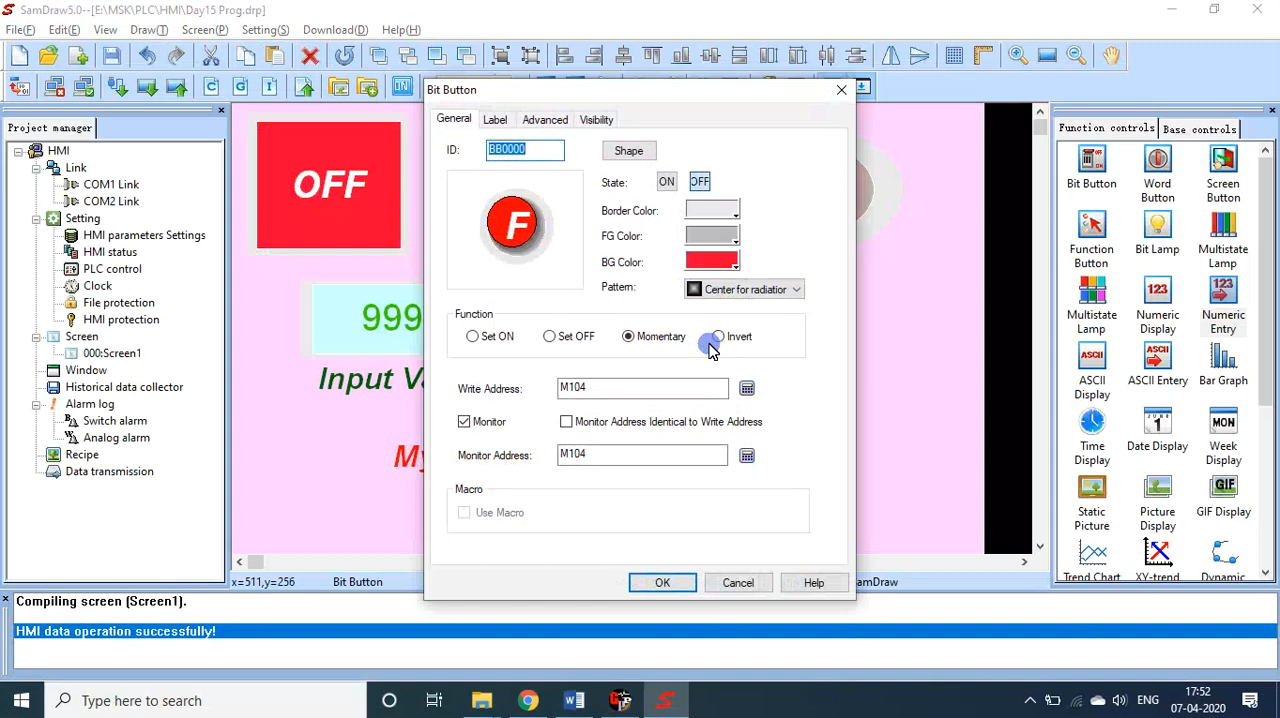 SamDraw5.0--[E:\MSK\PLC\HMI\Day15 Prog.drp]
File(F) Edit(E) View Draw(T) Screen(P) Setting(S) Download(D) Help(H)
Project manager
HMI
Link
COM1 Link
COM2 Link
Setting
HMI parameters Settings
HMI status
PLC control
Clock
File protection
HMI protection
Screen
000:Screen1
Window
Historical data collector
Alarm log
Switch alarm
Analog alarm
Recipe
Data transmission
OFF
999
Input Va
My
x=511,y=256 Bit Button
Bit Button
General Label Advanced Visibility
ID: BB0000 Shape
F
State: ON OFF
Border Color:
FG Color:
BG Color:
Pattern: Center for radiatior
Function
Set ON Set OFF Momentary Invert
Write Address: M104
Monitor Monitor Address Identical to Write Address
Monitor Address: M104
Macro
Use Macro
OK Cancel Help
amDraw
Function controls Base controls
Bit Button Word Button Screen Button
Function Button Bit Lamp Multistate Lamp
Multistate Lamp Numeric Display Numeric Entry
ASCII Display ASCII Entery Bar Graph
Time Display Date Display Week Display
Static Picture Picture Display GIF Display
Trend Chart XY-trend Dynamic
Compiling screen (Screen1).
HMI data operation successfully!
Type here to search
ENG
17:52
07-04-2020